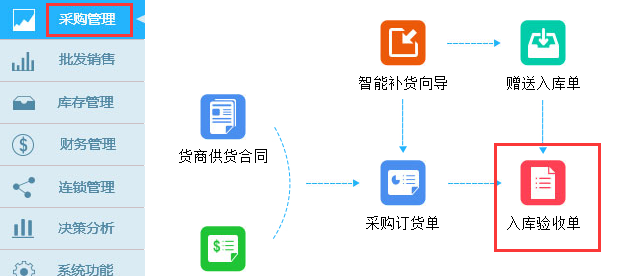 采购管理
批发销售
库存管理
财务管理
连锁管理
决策分析
系统功能
智能补货向导
赠送入库单
货商供货合同
采购订货单
入库验收单